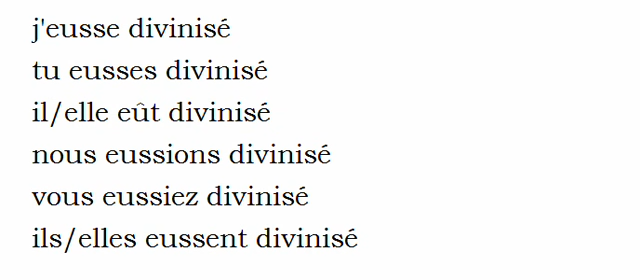 j'eusse divinisé
tu eusses divinisé
il/elle eût divinisé
nous eussions divinisé
vous eussiez divinisé
ils/elles eussent divinisé